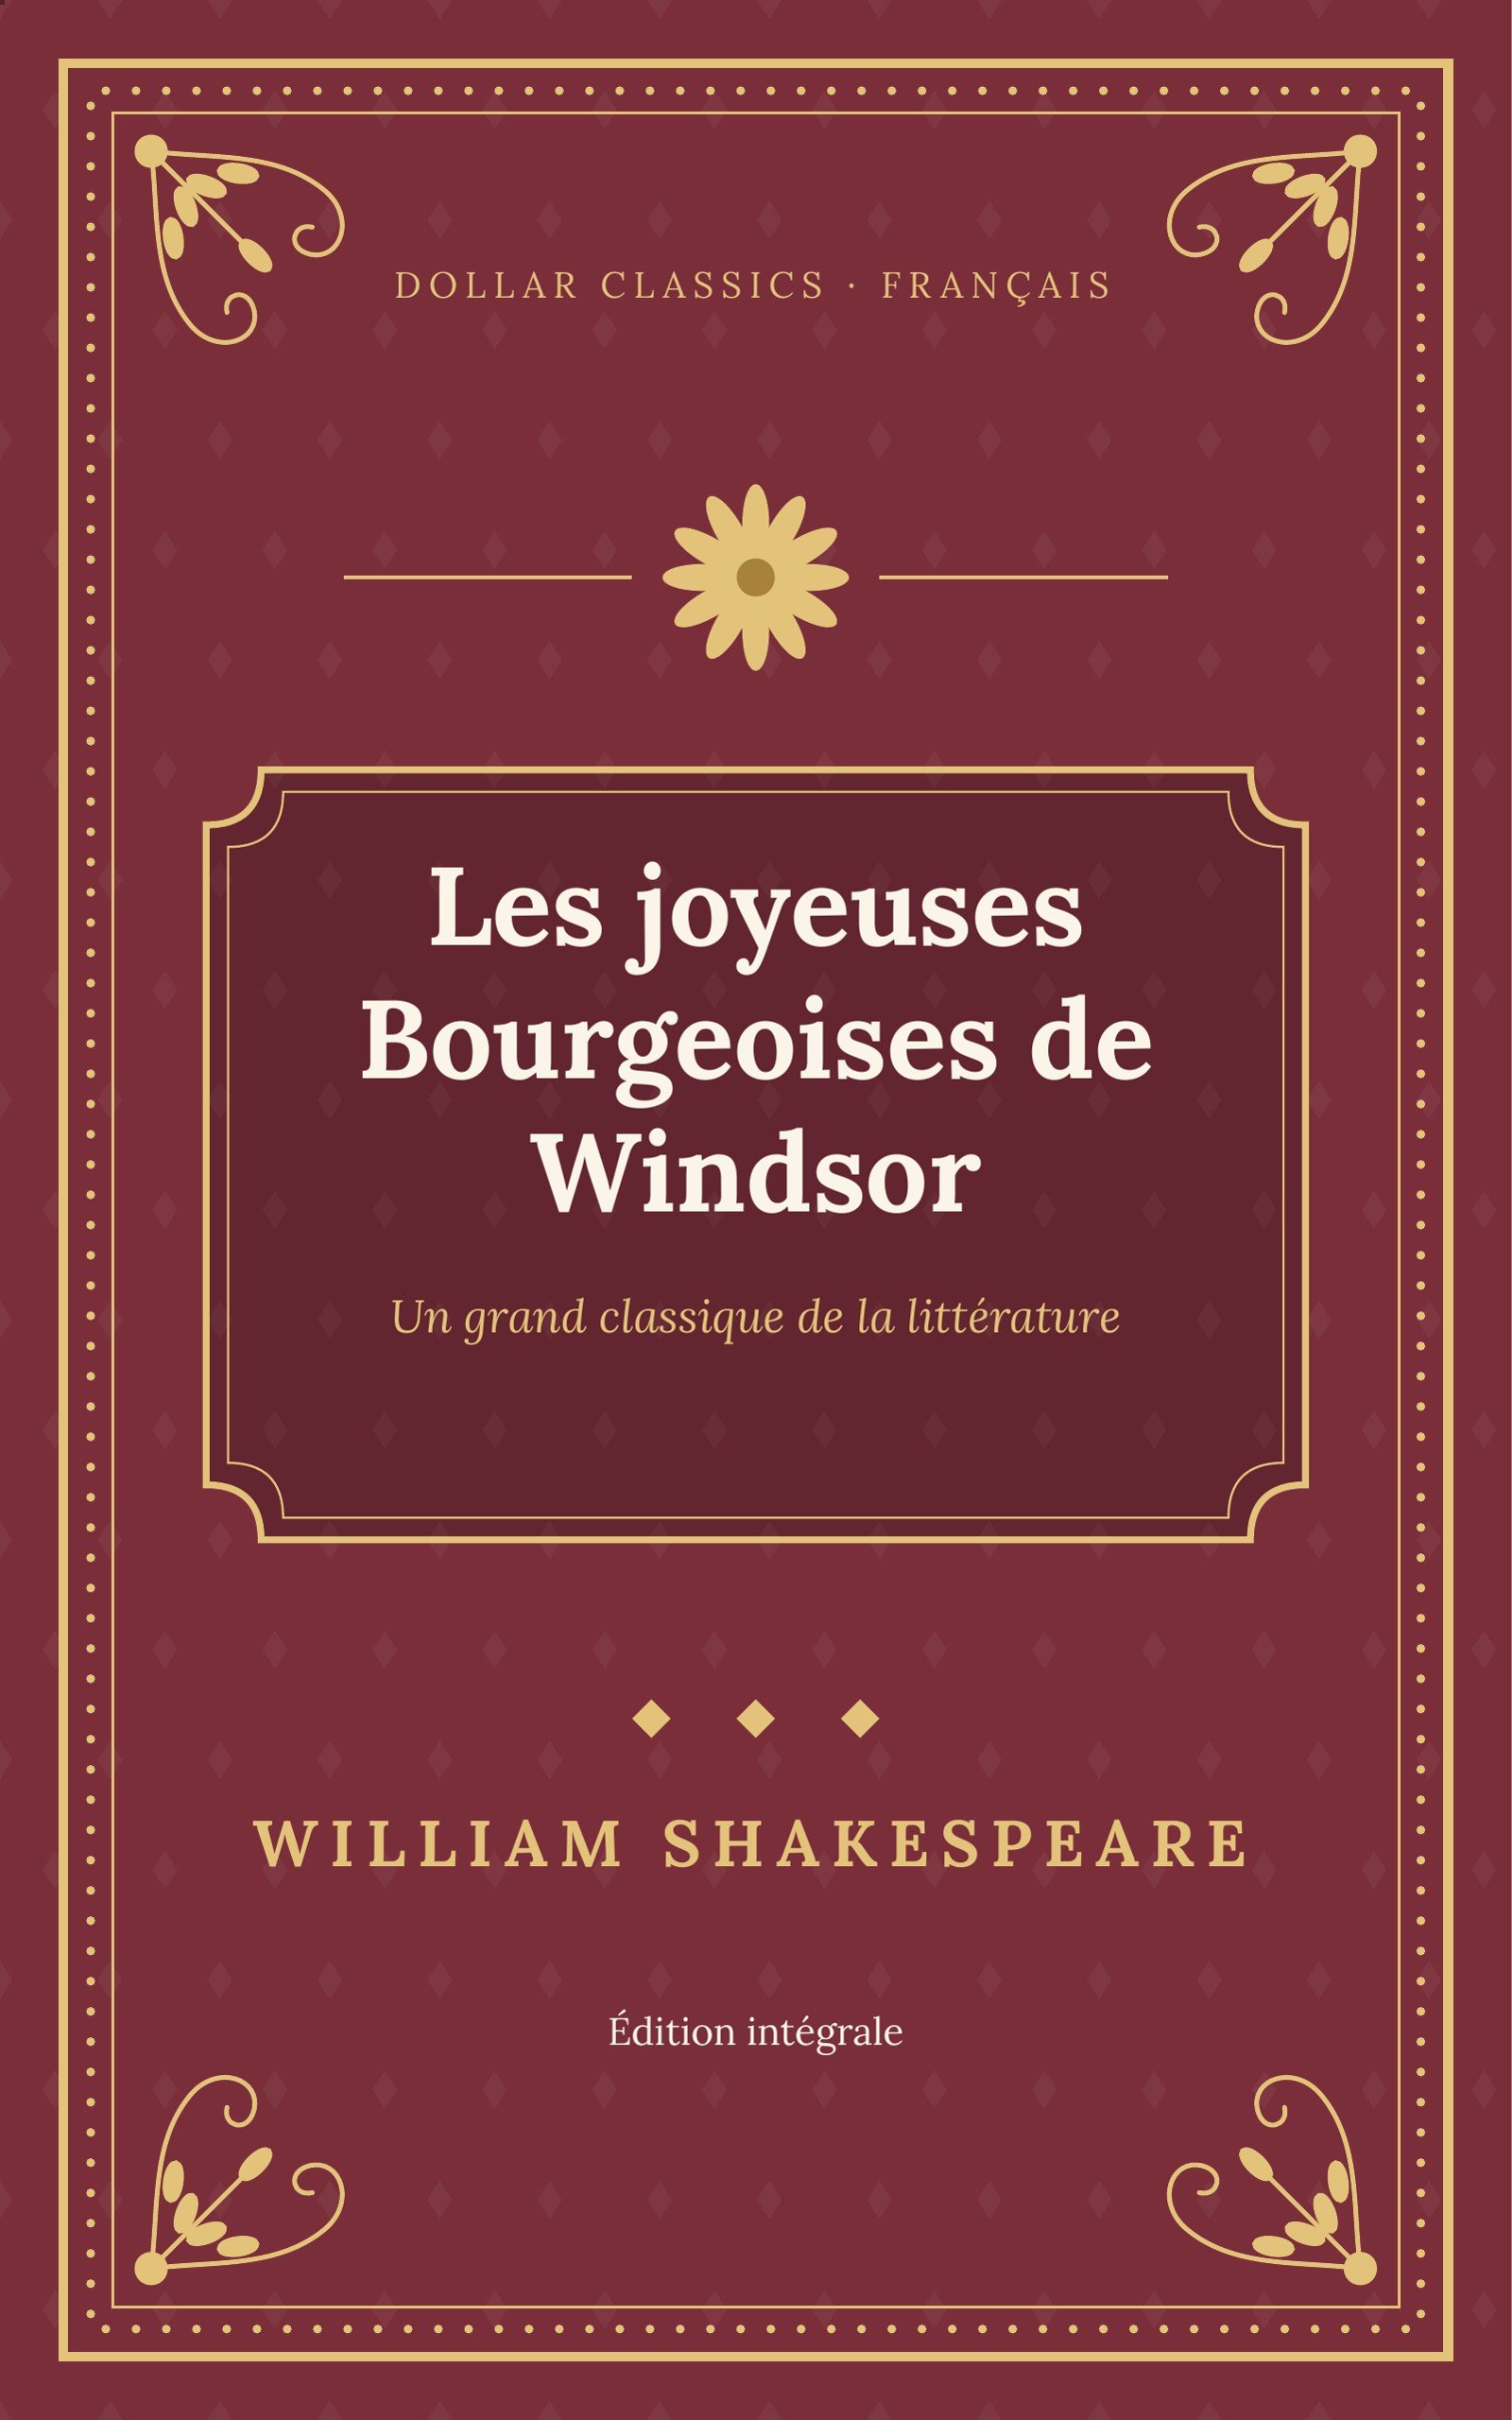 DOLLAR CLASSICS · FRANÇAIS
Les joyeuses
Bourgeoises de
Windsor
Un grand classique de la littérature
WILLIAM SHAKESPEARE
Édition intégrale